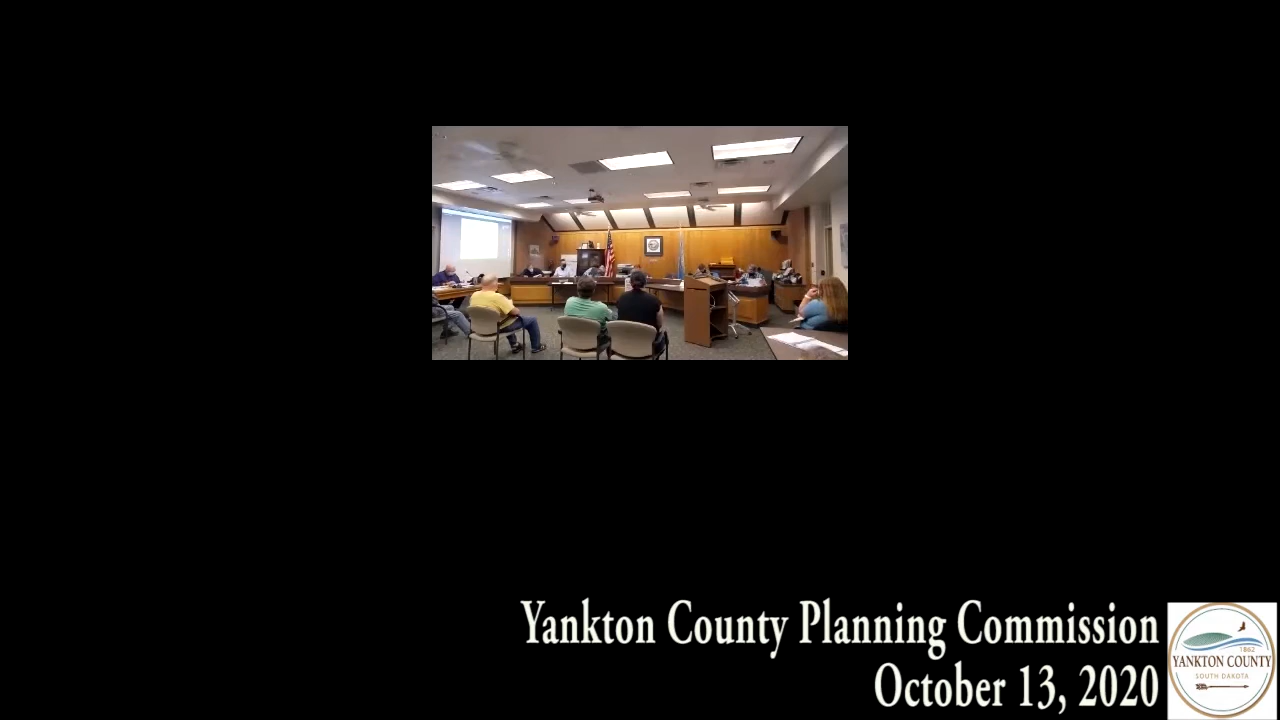 Yankton County Planning Commission
October 13, 2020
1862
YANKTON COUNTY
SOUTH DAKOTA